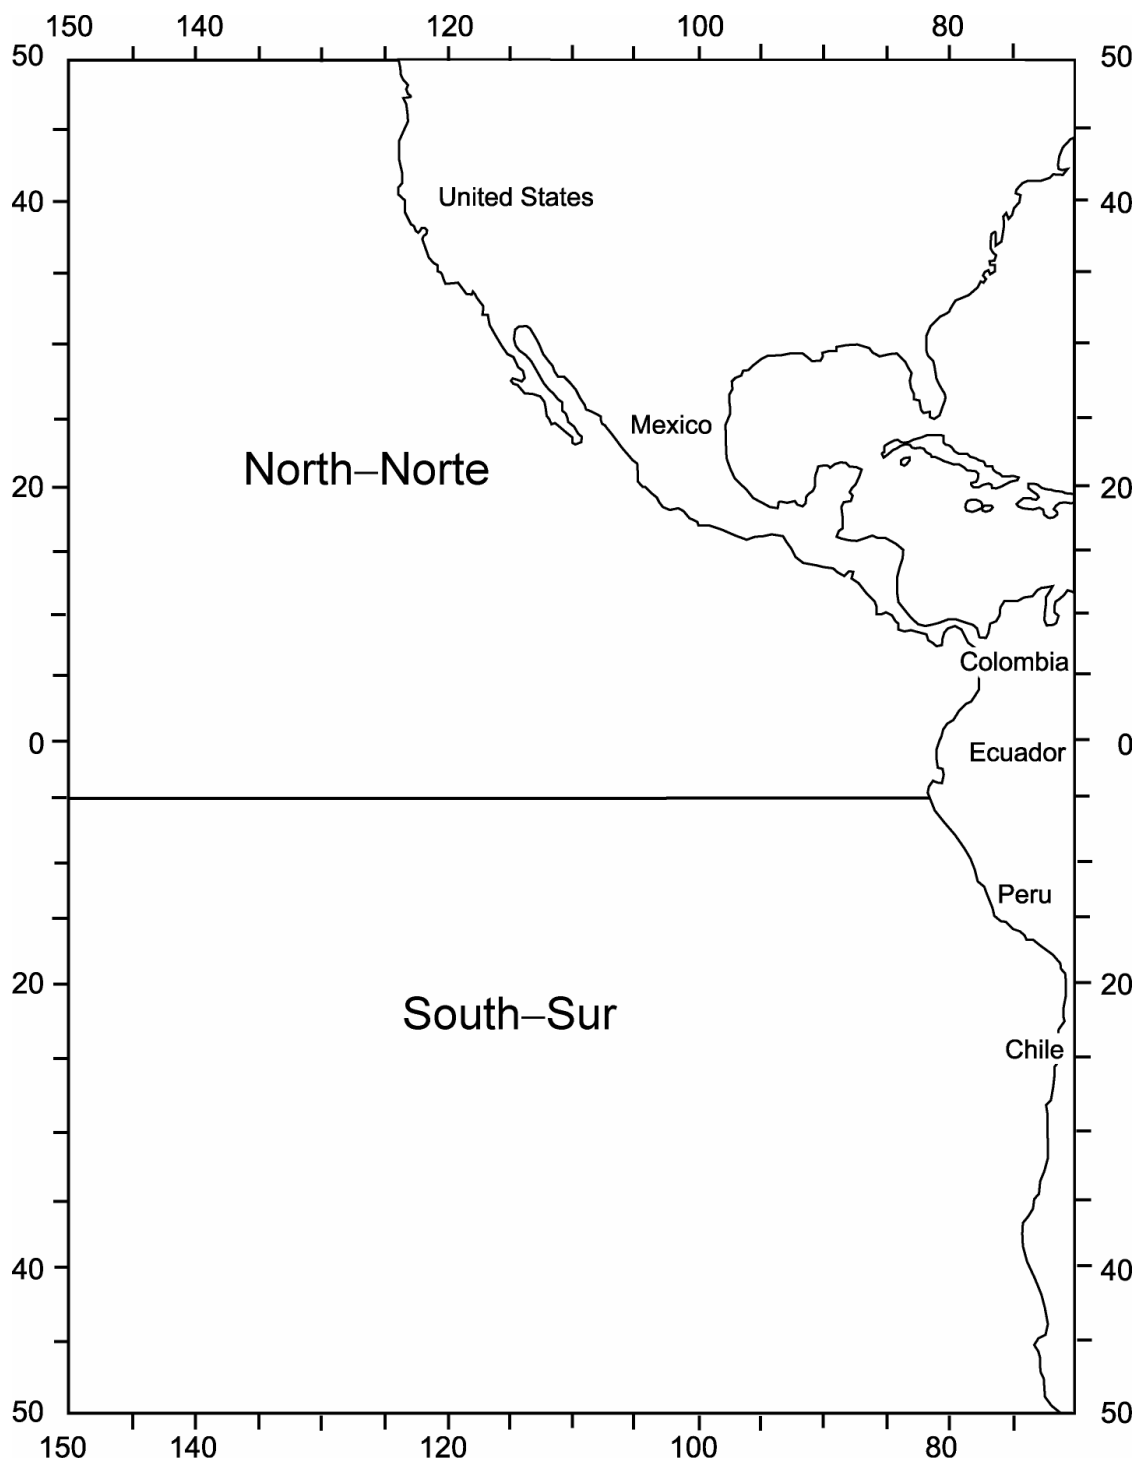 150 140 120 100 80
50 50
United States
40 40
Mexico
North–Norte
20 20
Colombia
0 Ecuador 0
Peru
20 20
South–Sur
Chile
40 40
50 50
150 140 120 100 80